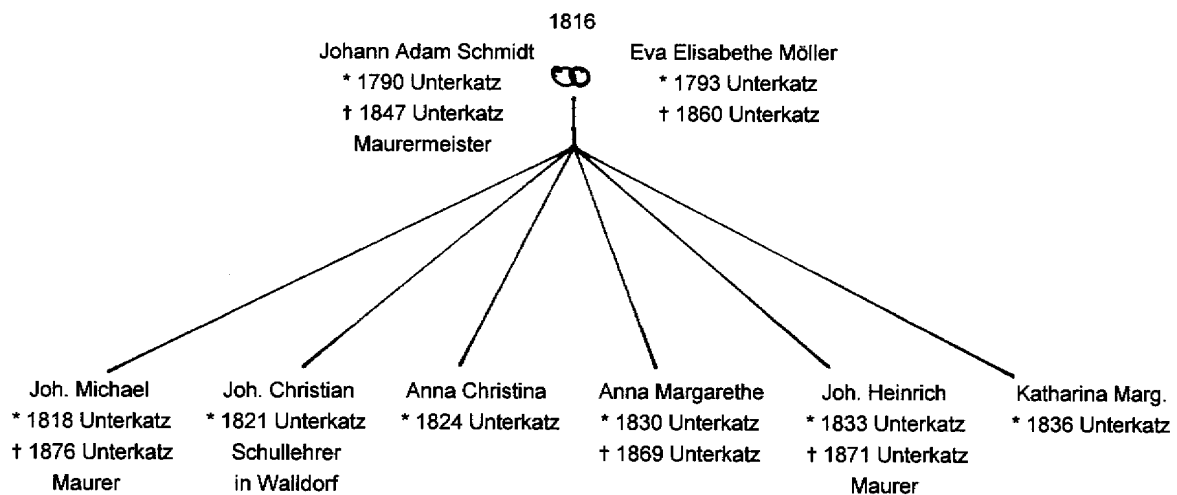 1816
Johann Adam Schmidt
* 1790 Unterkatz
† 1847 Unterkatz
Maurermeister
Eva Elisabethe Möller
* 1793 Unterkatz
† 1860 Unterkatz
Joh. Michael
* 1818 Unterkatz
† 1876 Unterkatz
Maurer
Joh. Christian
* 1821 Unterkatz
Schullehrer
in Walldorf
Anna Christina
* 1824 Unterkatz
Anna Margarethe
* 1830 Unterkatz
† 1869 Unterkatz
Joh. Heinrich
* 1833 Unterkatz
† 1871 Unterkatz
Maurer
Katharina Marg.
* 1836 Unterkatz